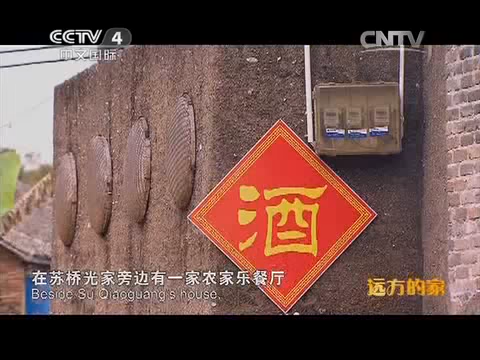 CCTV 4
中文国际
CNTV
酒
在苏桥光家旁边有一家农家乐餐厅
Beside Su Qiaoguang's house,
远方的家